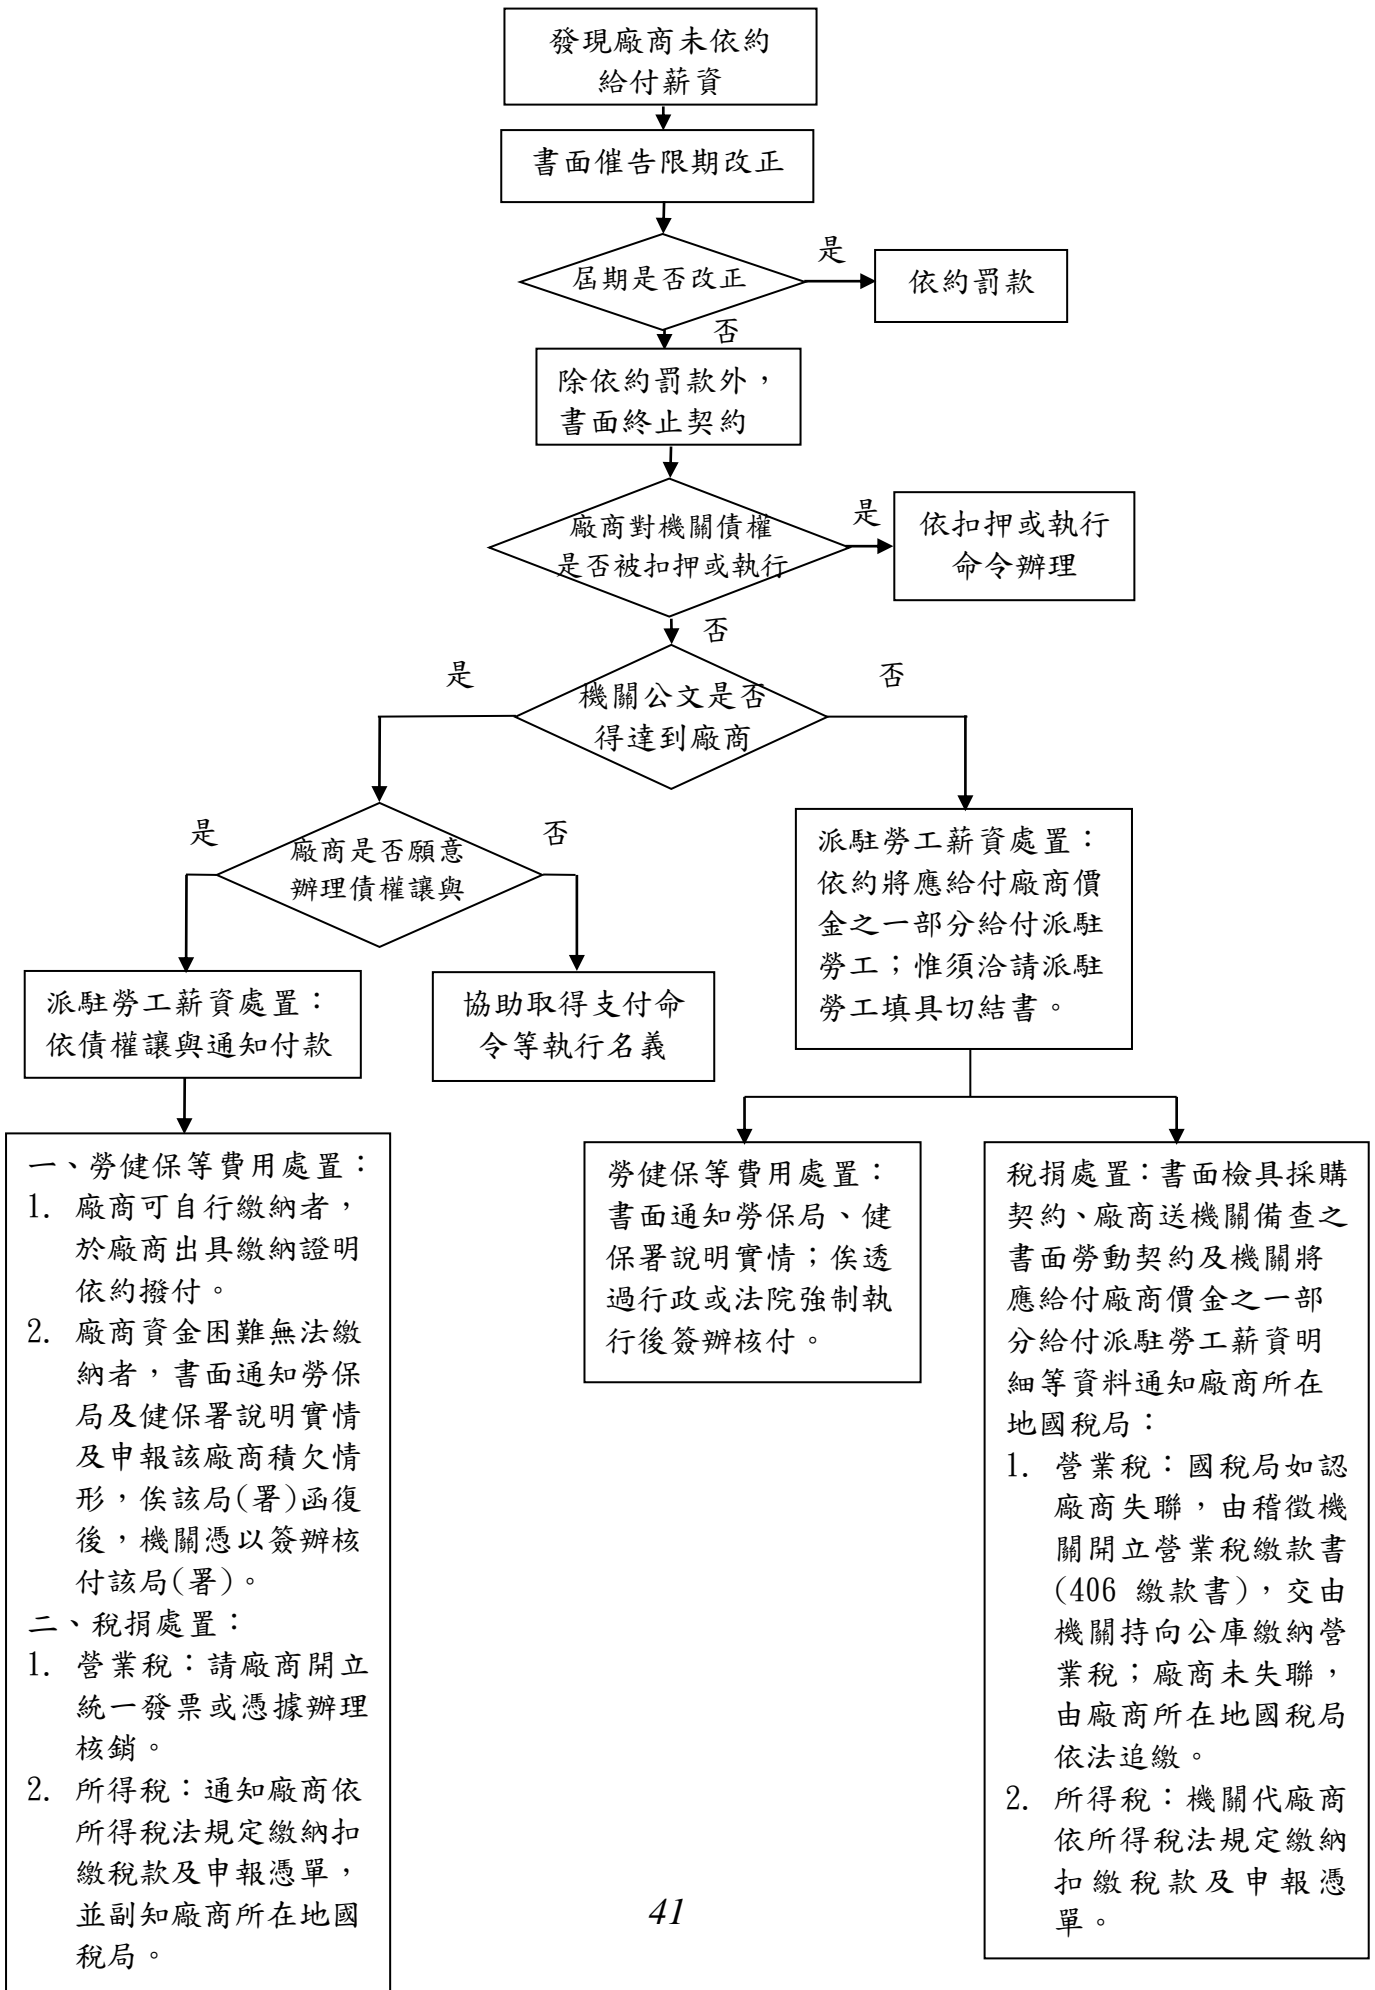 發現廠商未依約
給付薪資
書面催告限期改正
屆期是否改正
是
依約罰款
否
除依約罰款外，
書面終止契約
廠商對機關債權
是否被扣押或執行
是
依扣押或執行
命令辦理
否
機關公文是否
得達到廠商
是
否
廠商是否願意
辦理債權讓與
是
否
派駐勞工薪資處置：
依約將應給付廠商價
金之一部分給付派駐
勞工；惟須洽請派駐
勞工填具切結書。
派駐勞工薪資處置：
依債權讓與通知付款
協助取得支付命
令等執行名義
一、勞健保等費用處置：
1. 廠商可自行繳納者，
於廠商出具繳納證明
依約撥付。
2. 廠商資金困難無法繳
納者，書面通知勞保
局及健保署說明實情
及申報該廠商積欠情
形，俟該局(署)函復
後，機關憑以簽辦核
付該局(署)。
二、稅捐處置：
1. 營業稅：請廠商開立
統一發票或憑據辦理
核銷。
2. 所得稅：通知廠商依
所得稅法規定繳納扣
繳稅款及申報憑單，
並副知廠商所在地國
稅局。
勞健保等費用處置：
書面通知勞保局、健
保署說明實情；俟透
過行政或法院強制執
行後簽辦核付。
稅捐處置：書面檢具採購
契約、廠商送機關備查之
書面勞動契約及機關將
應給付廠商價金之一部
分給付派駐勞工薪資明
細等資料通知廠商所在
地國稅局：
1. 營業稅：國稅局如認
廠商失聯，由稽徵機
關開立營業稅繳款書
(406 繳款書)，交由
機關持向公庫繳納營
業稅；廠商未失聯，
由廠商所在地國稅局
依法追繳。
2. 所得稅：機關代廠商
依所得稅法規定繳納
扣繳稅款及申報憑
單。
41